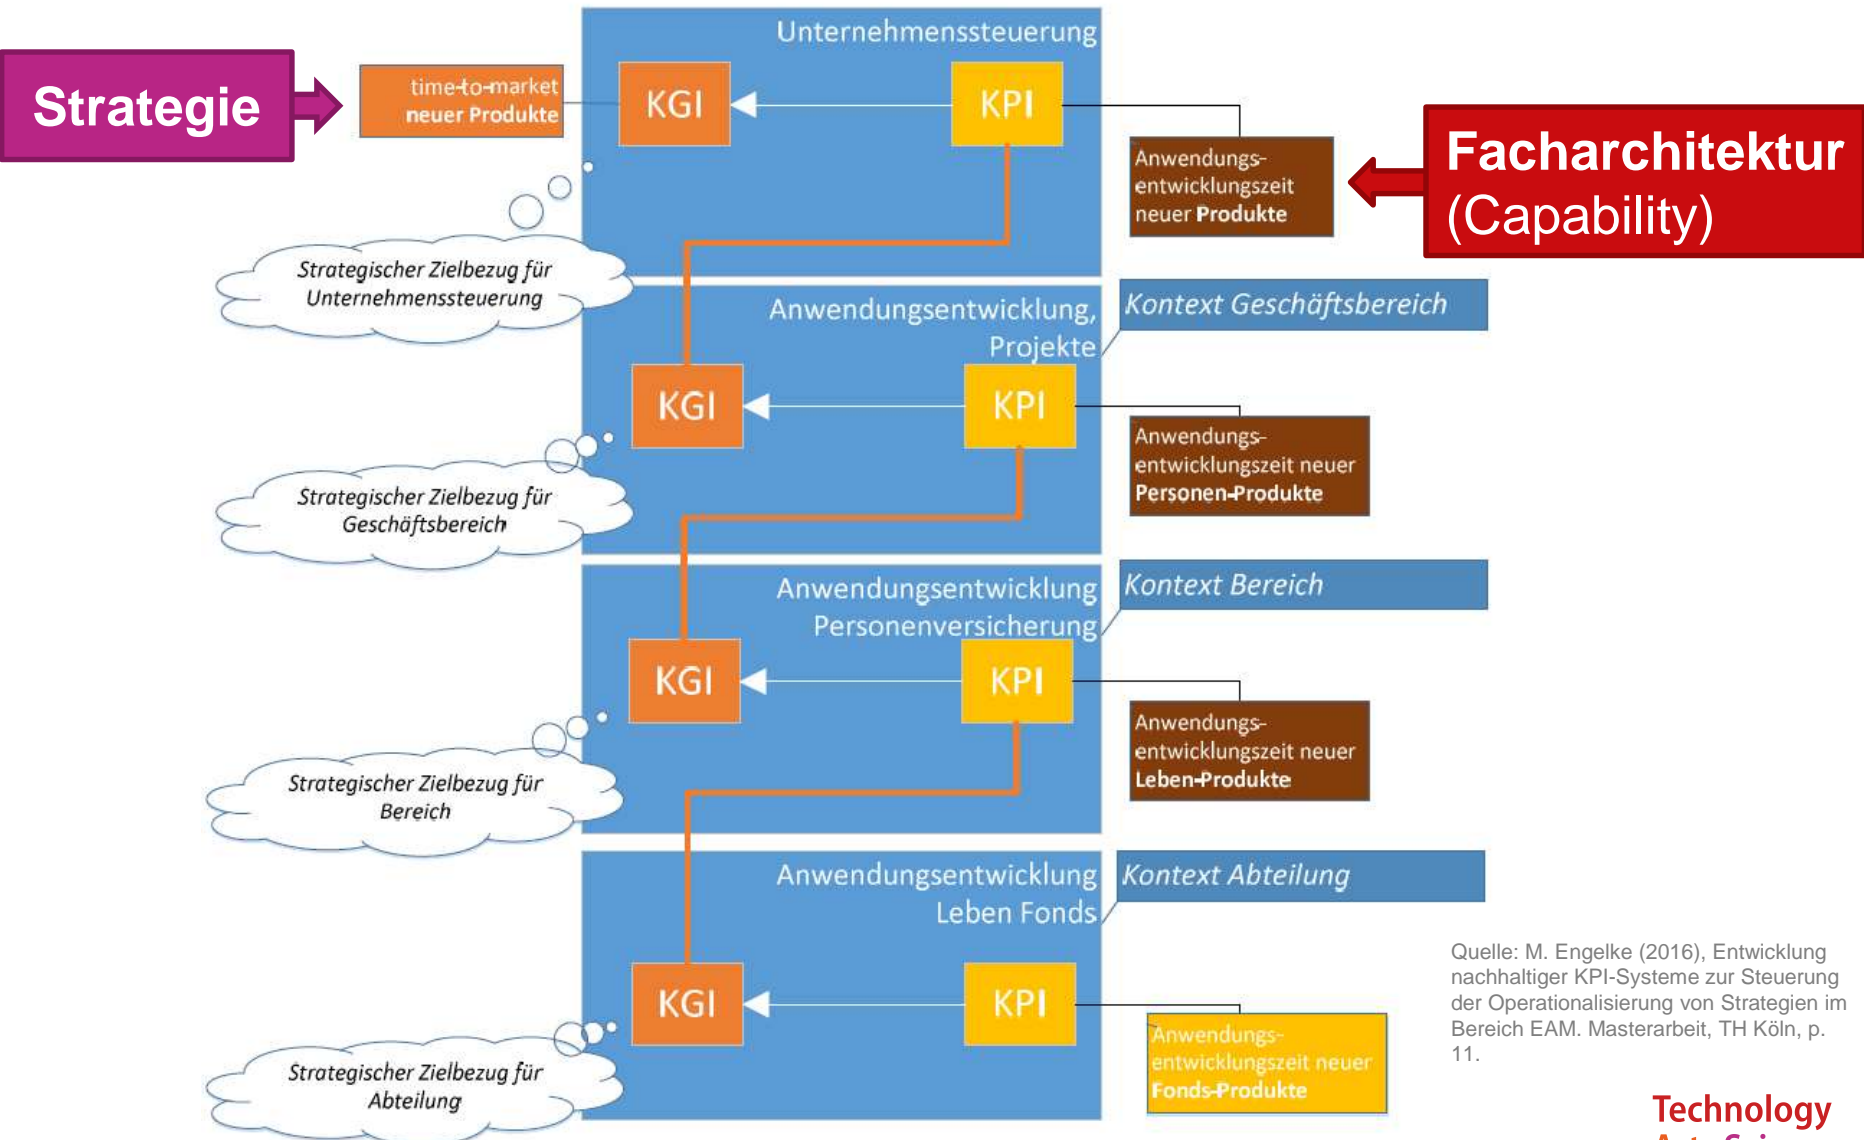 Unternehmenssteuerung
Strategie
time-to-market
neuer Produkte
KGI
KPI
Anwendungs-
entwicklungszeit
neuer Produkte
Facharchitektur
(Capability)
Strategischer Zielbezug für
Unternehmenssteuerung
Anwendungsentwicklung,
Projekte
Kontext Geschäftsbereich
KGI
KPI
Anwendungs-
entwicklungszeit neuer
Personen-Produkte
Strategischer Zielbezug für
Geschäftsbereich
Anwendungsentwicklung
Personenversicherung
Kontext Bereich
KGI
KPI
Anwendungs-
entwicklungszeit neuer
Leben-Produkte
Strategischer Zielbezug für
Bereich
Anwendungsentwicklung
Leben Fonds
Kontext Abteilung
KGI
KPI
Anwendungs-
entwicklungszeit neuer
Fonds-Produkte
Strategischer Zielbezug für
Abteilung
Quelle: M. Engelke (2016), Entwicklung
nachhaltiger KPI-Systeme zur Steuerung
der Operationalisierung von Strategien im
Bereich EAM. Masterarbeit, TH Köln, p.
11.
Technology